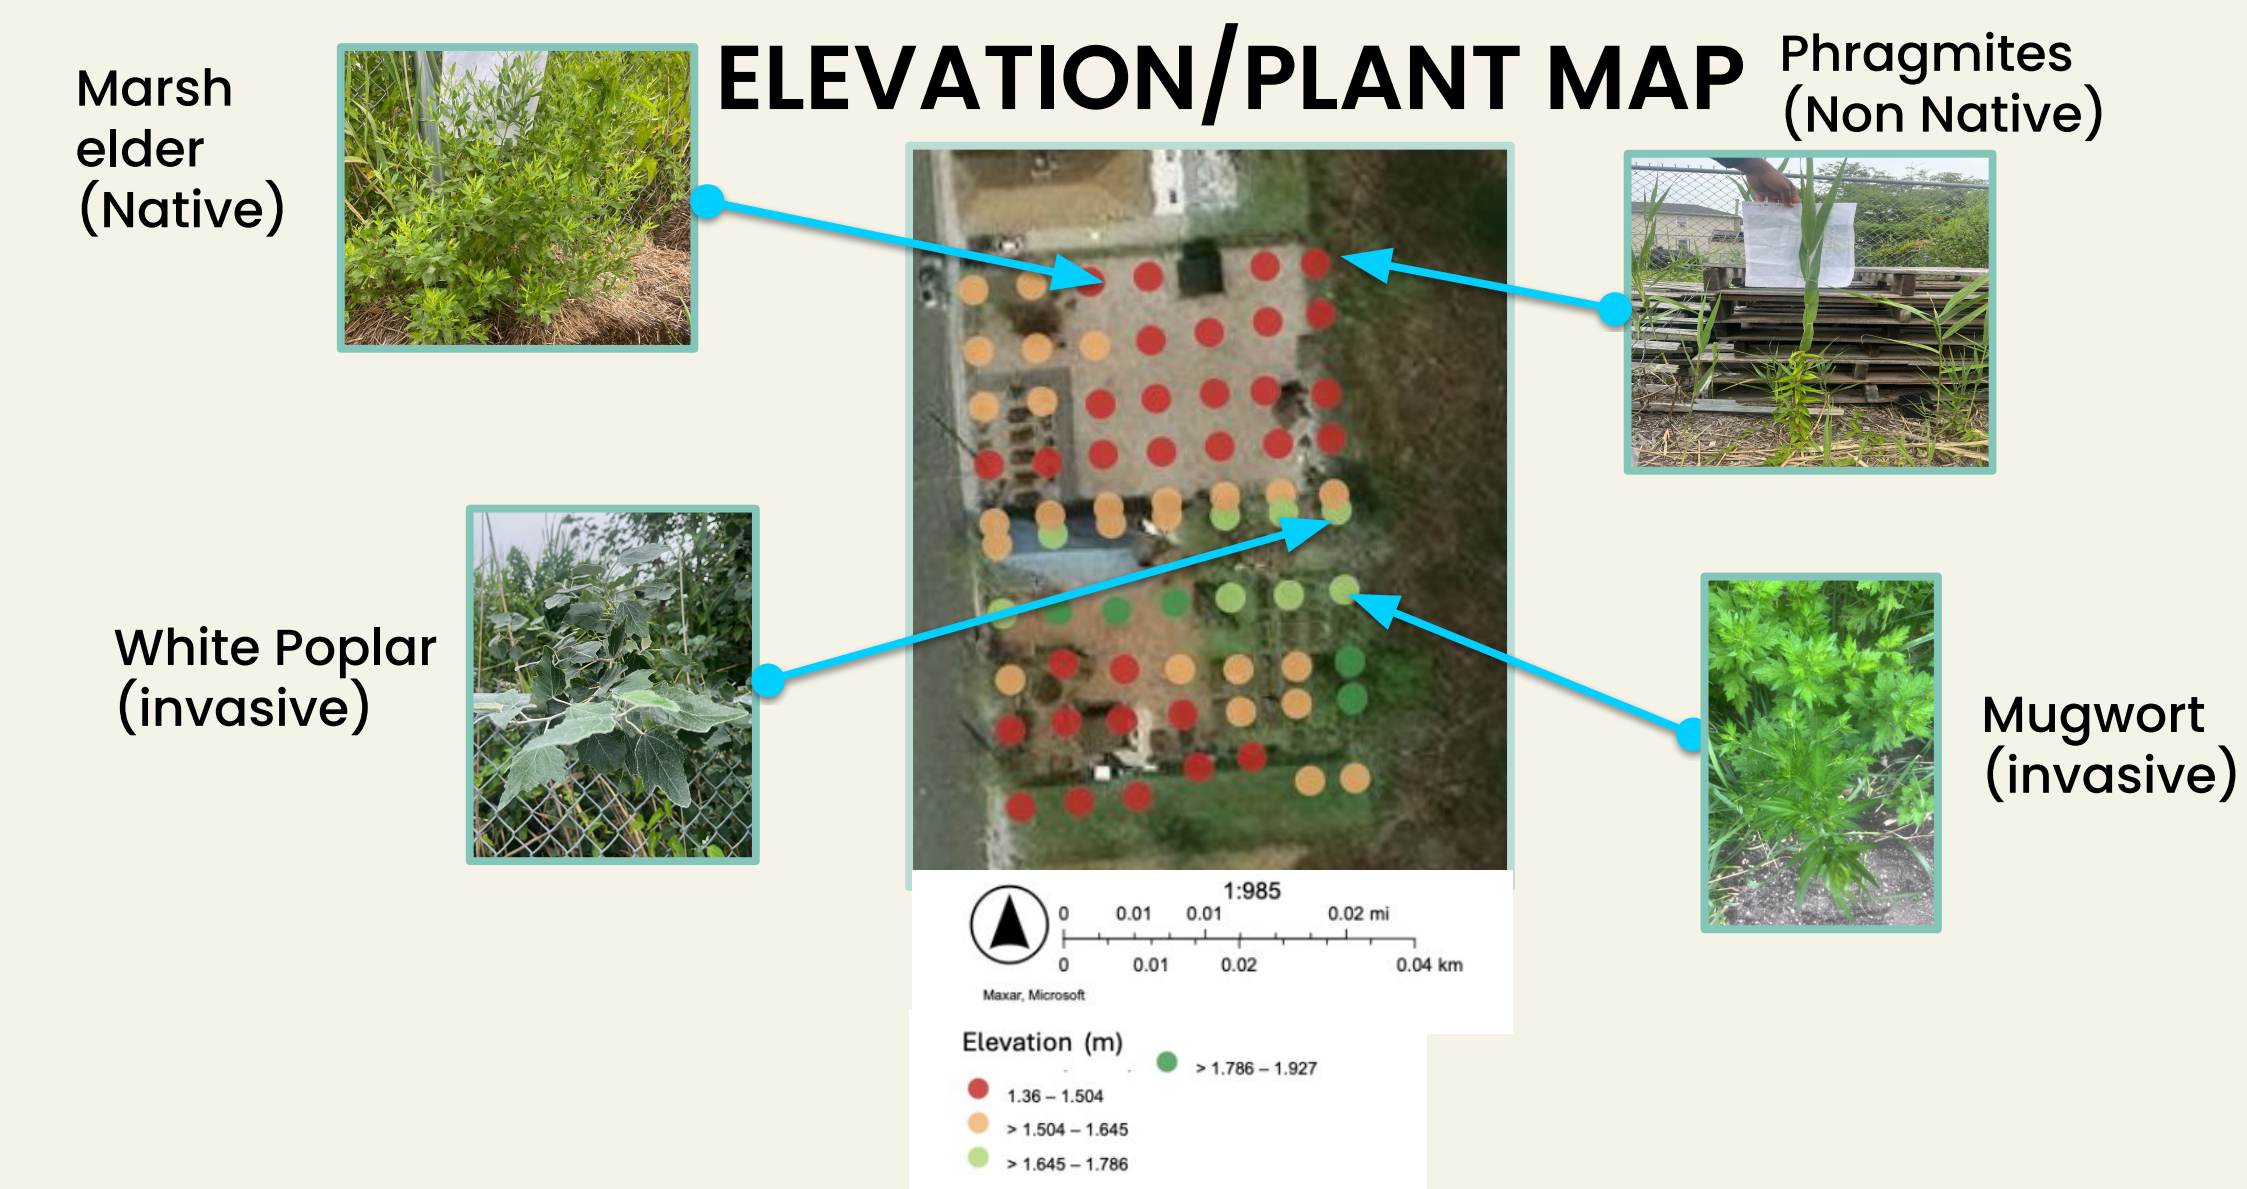 ELEVATION/PLANT MAP
Marsh
elder
(Native)
Phragmites
(Non Native)
White Poplar
(invasive)
Mugwort
(invasive)
1:985
0 0.01 0.01 0.02 mi
0 0.01 0.02 0.04 km
Maxar, Microsoft
Elevation (m)
1.36 – 1.504
> 1.504 – 1.645
> 1.645 – 1.786
> 1.786 – 1.927